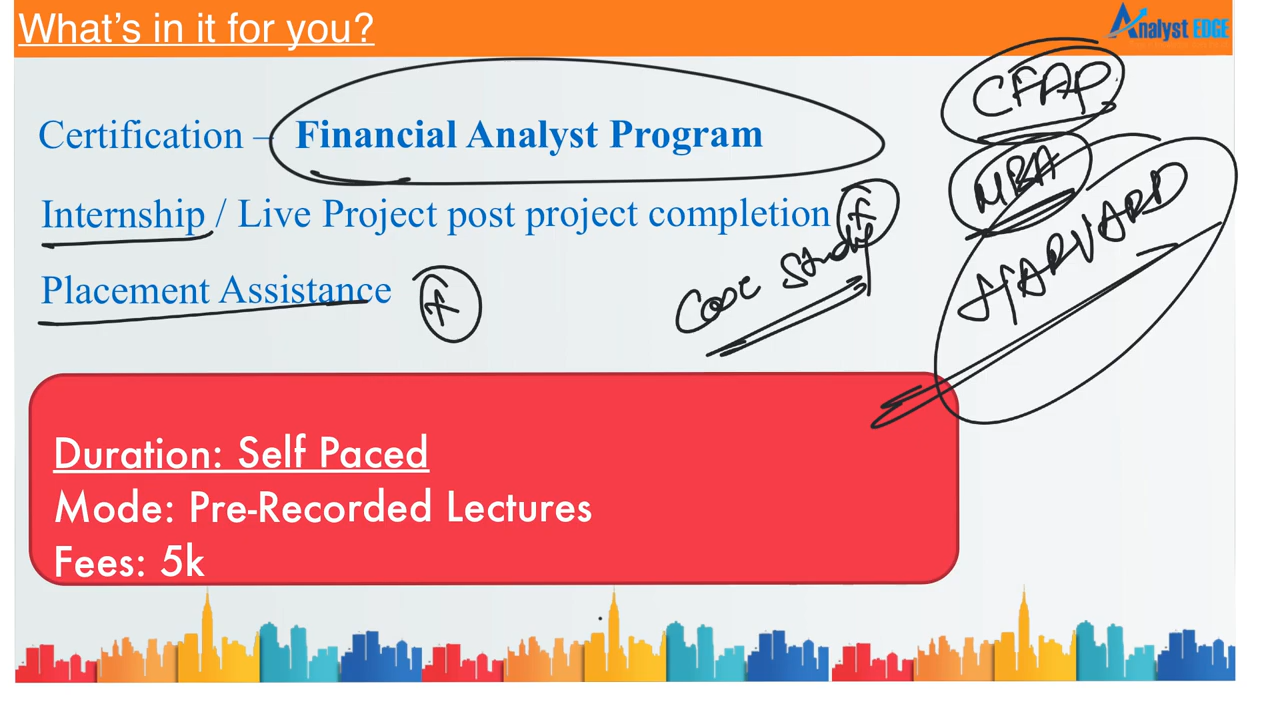 What's in it for you?
Analyst EDGE
CFAP
Certification – Financial Analyst Program
MBA
Internship / Live Project post project completion
HARVARD
Case Study
Placement Assistance
Duration: Self Paced
Mode: Pre-Recorded Lectures
Fees: 5k